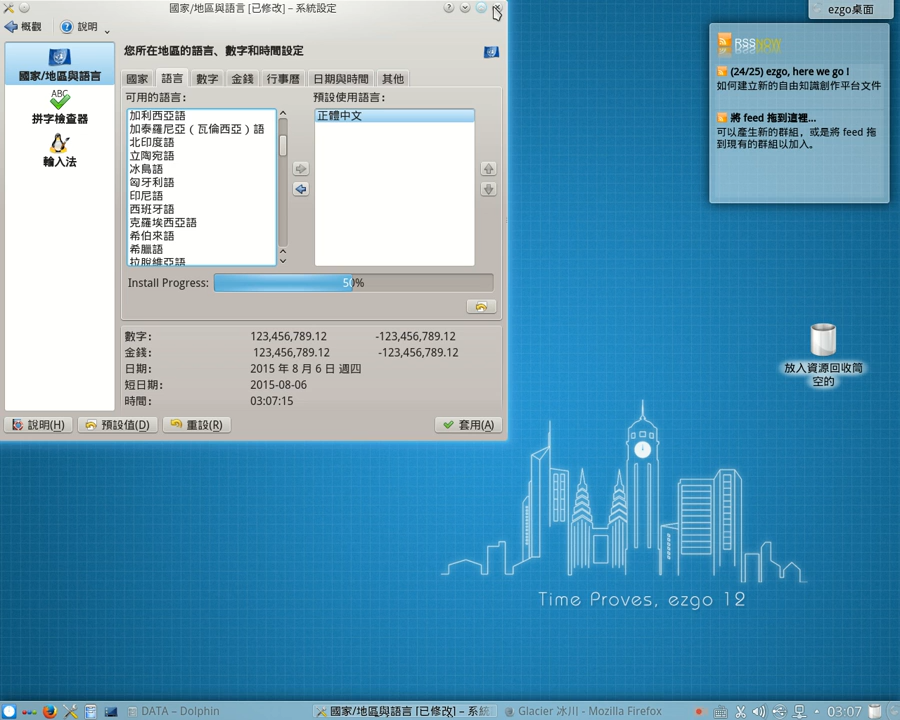 國家/地區與語言 [已修改] – 系統設定
ezgo桌面
概觀
說明
您所在地區的語言、數字和時間設定
國家/地區與語言
ABC
拼字檢查器
輸入法
國家 語言 數字 金錢 行事曆 日期與時間 其他
可用的語言:
預設使用語言:
加利西亞語
加泰羅尼亞（瓦倫西亞）語
北印度語
立陶宛語
冰島語
匈牙利語
印尼語
西班牙語
克羅埃西亞語
希伯來語
希臘語
拉脫維亞語
正體中文
Install Progress:
50%
數字: 123,456,789.12 -123,456,789.12
金錢: 123,456,789.12 -123,456,789.12
日期: 2015 年 8 月 6 日 週四
短日期: 2015-08-06
時間: 03:07:15
說明(H) 預設值(D) 重設(R) 套用(A)
RSSNOW
(24/25) ezgo, here we go !
如何建立新的自由知識創作平台文件
將 feed 拖到這裡...
可以產生新的群組，或是將 feed 拖
到現有的群組以加入。
放入資源回收筒
空的
Time Proves, ezgo 12
DATA – Dolphin
國家/地區與語言 [已修改] – 系統
Glacier 冰川 - Mozilla Firefox
03:07